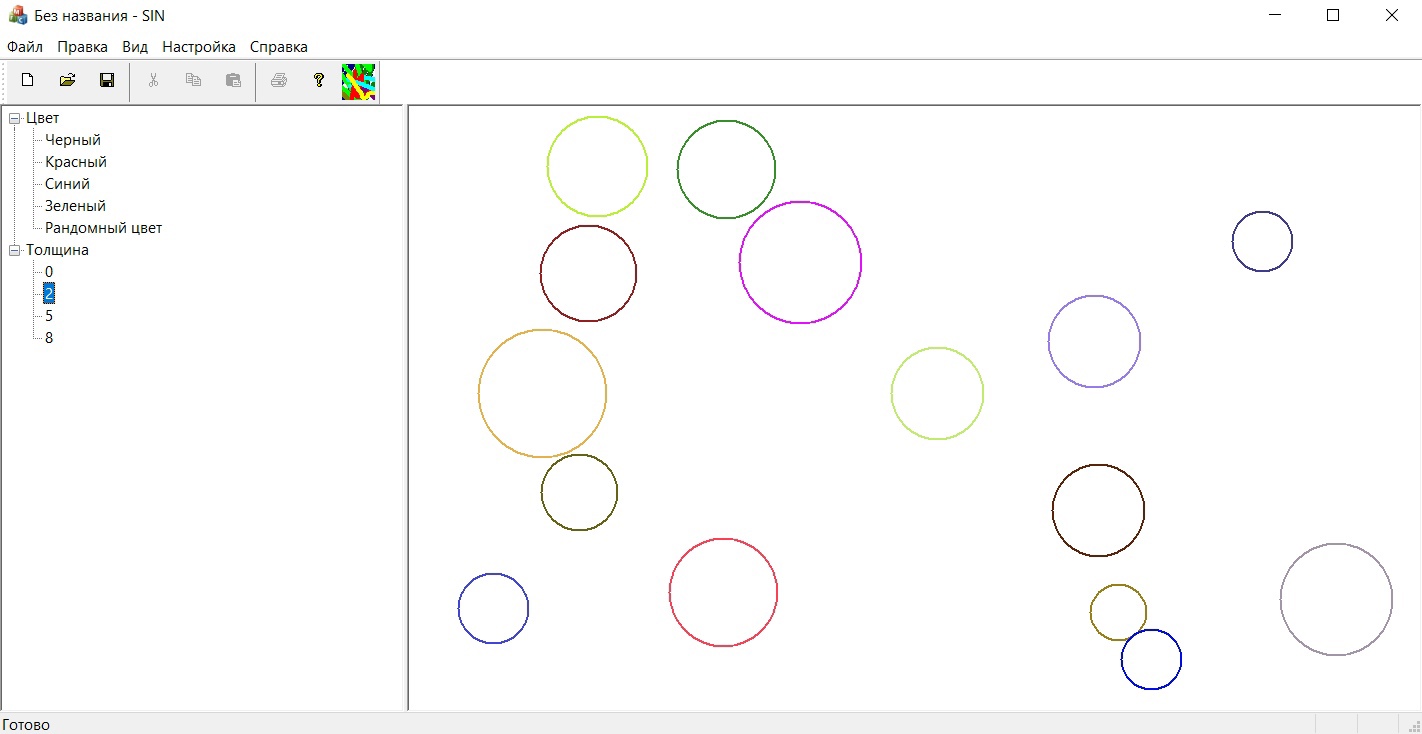 Без названия - SIN
Файл Правка Вид Настройка Справка
Цвет
Черный
Красный
Синий
Зеленый
Рандомный цвет
Толщина
0
2
5
8
Готово